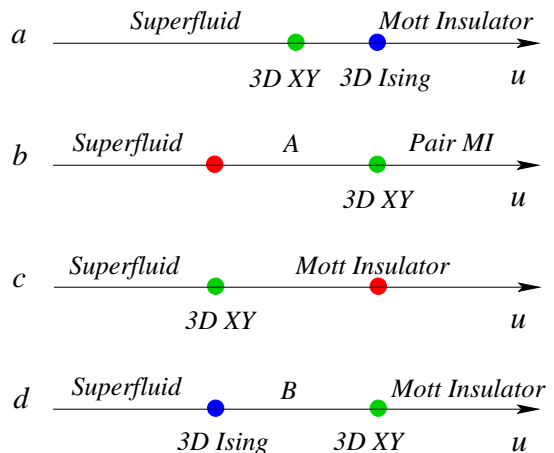 Superfluid Mott Insulator
a
3D XY 3D Ising u
Superfluid A Pair MI
b
3D XY u
Superfluid Mott Insulator
c
3D XY u
Superfluid B Mott Insulator
d
3D Ising 3D XY u